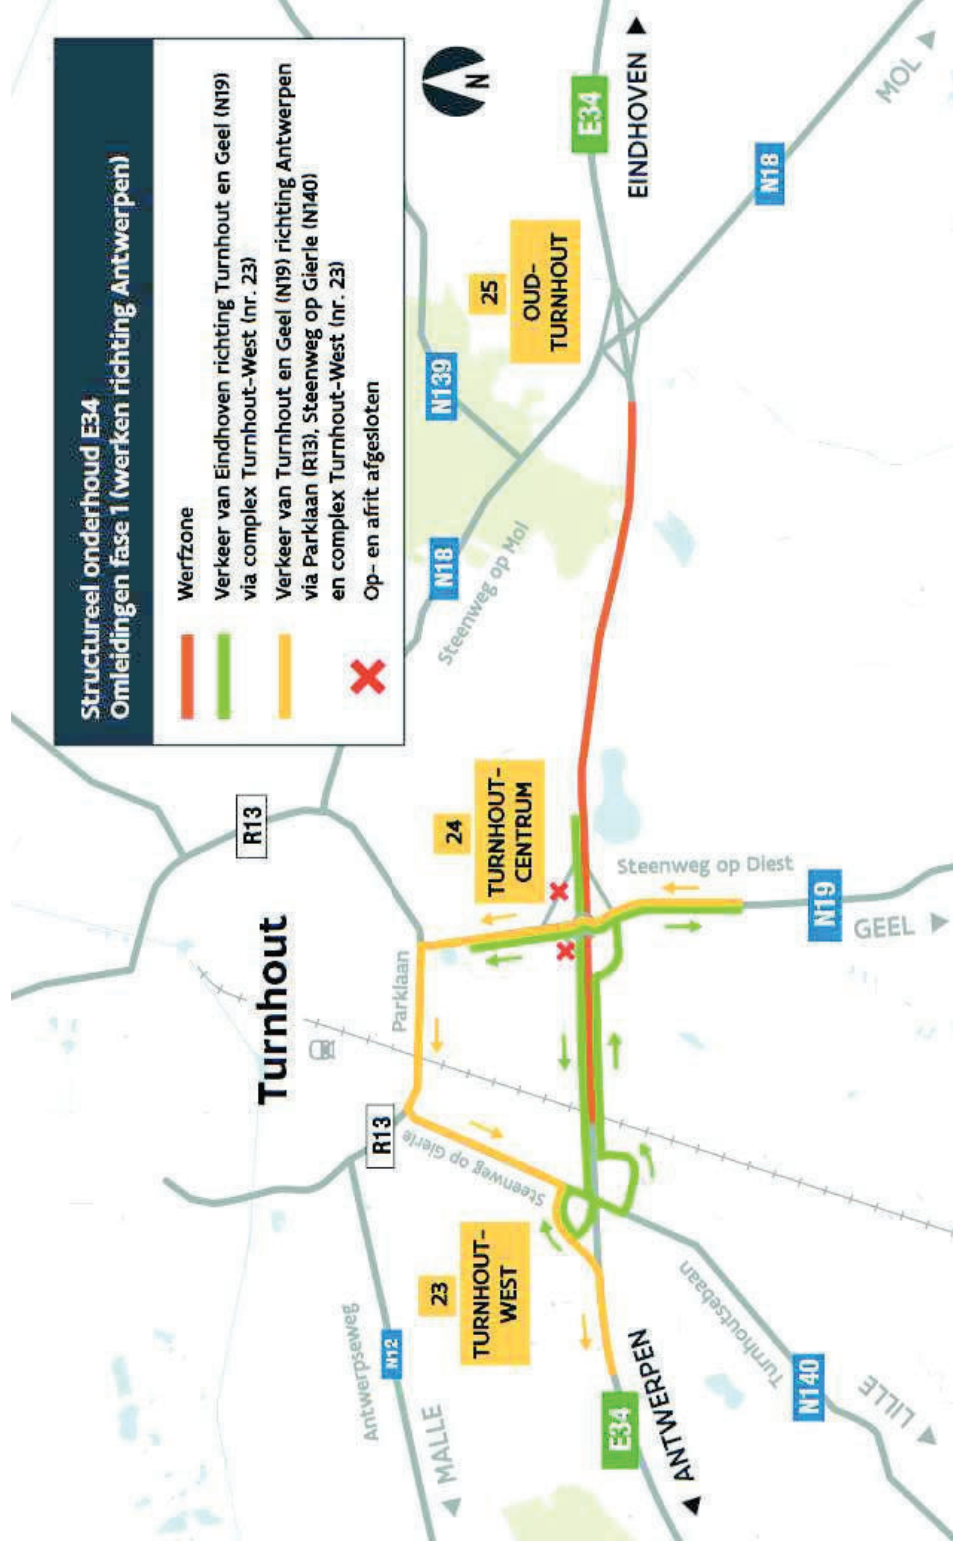 Structureel onderhoud E34
Omleidingen fase 1 (werken richting Antwerpen)
Werfzone
Verkeer van Eindhoven richting Turnhout en Geel (N19)
via complex Turnhout-West (nr. 23)
Verkeer van Turnhout en Geel (N19) richting Antwerpen
via Parklaan (R13), Steenweg op Gierle (N140)
en complex Turnhout-West (nr. 23)
Op- en afrit afgesloten
N
Turnhout
R13
R13
Parklaan
Steenweg op Gierle
Antwerpseweg
N12
MALLE
23
TURNHOUT-
WEST
24
TURNHOUT-
CENTRUM
25
OUD-
TURNHOUT
N18
N139
Steenweg op Mol
E34
EINDHOVEN
MOL
N18
Steenweg op Diest
N19
GEEL
E34
ANTWERPEN
Turnhoutsebaan
N140
LILLE